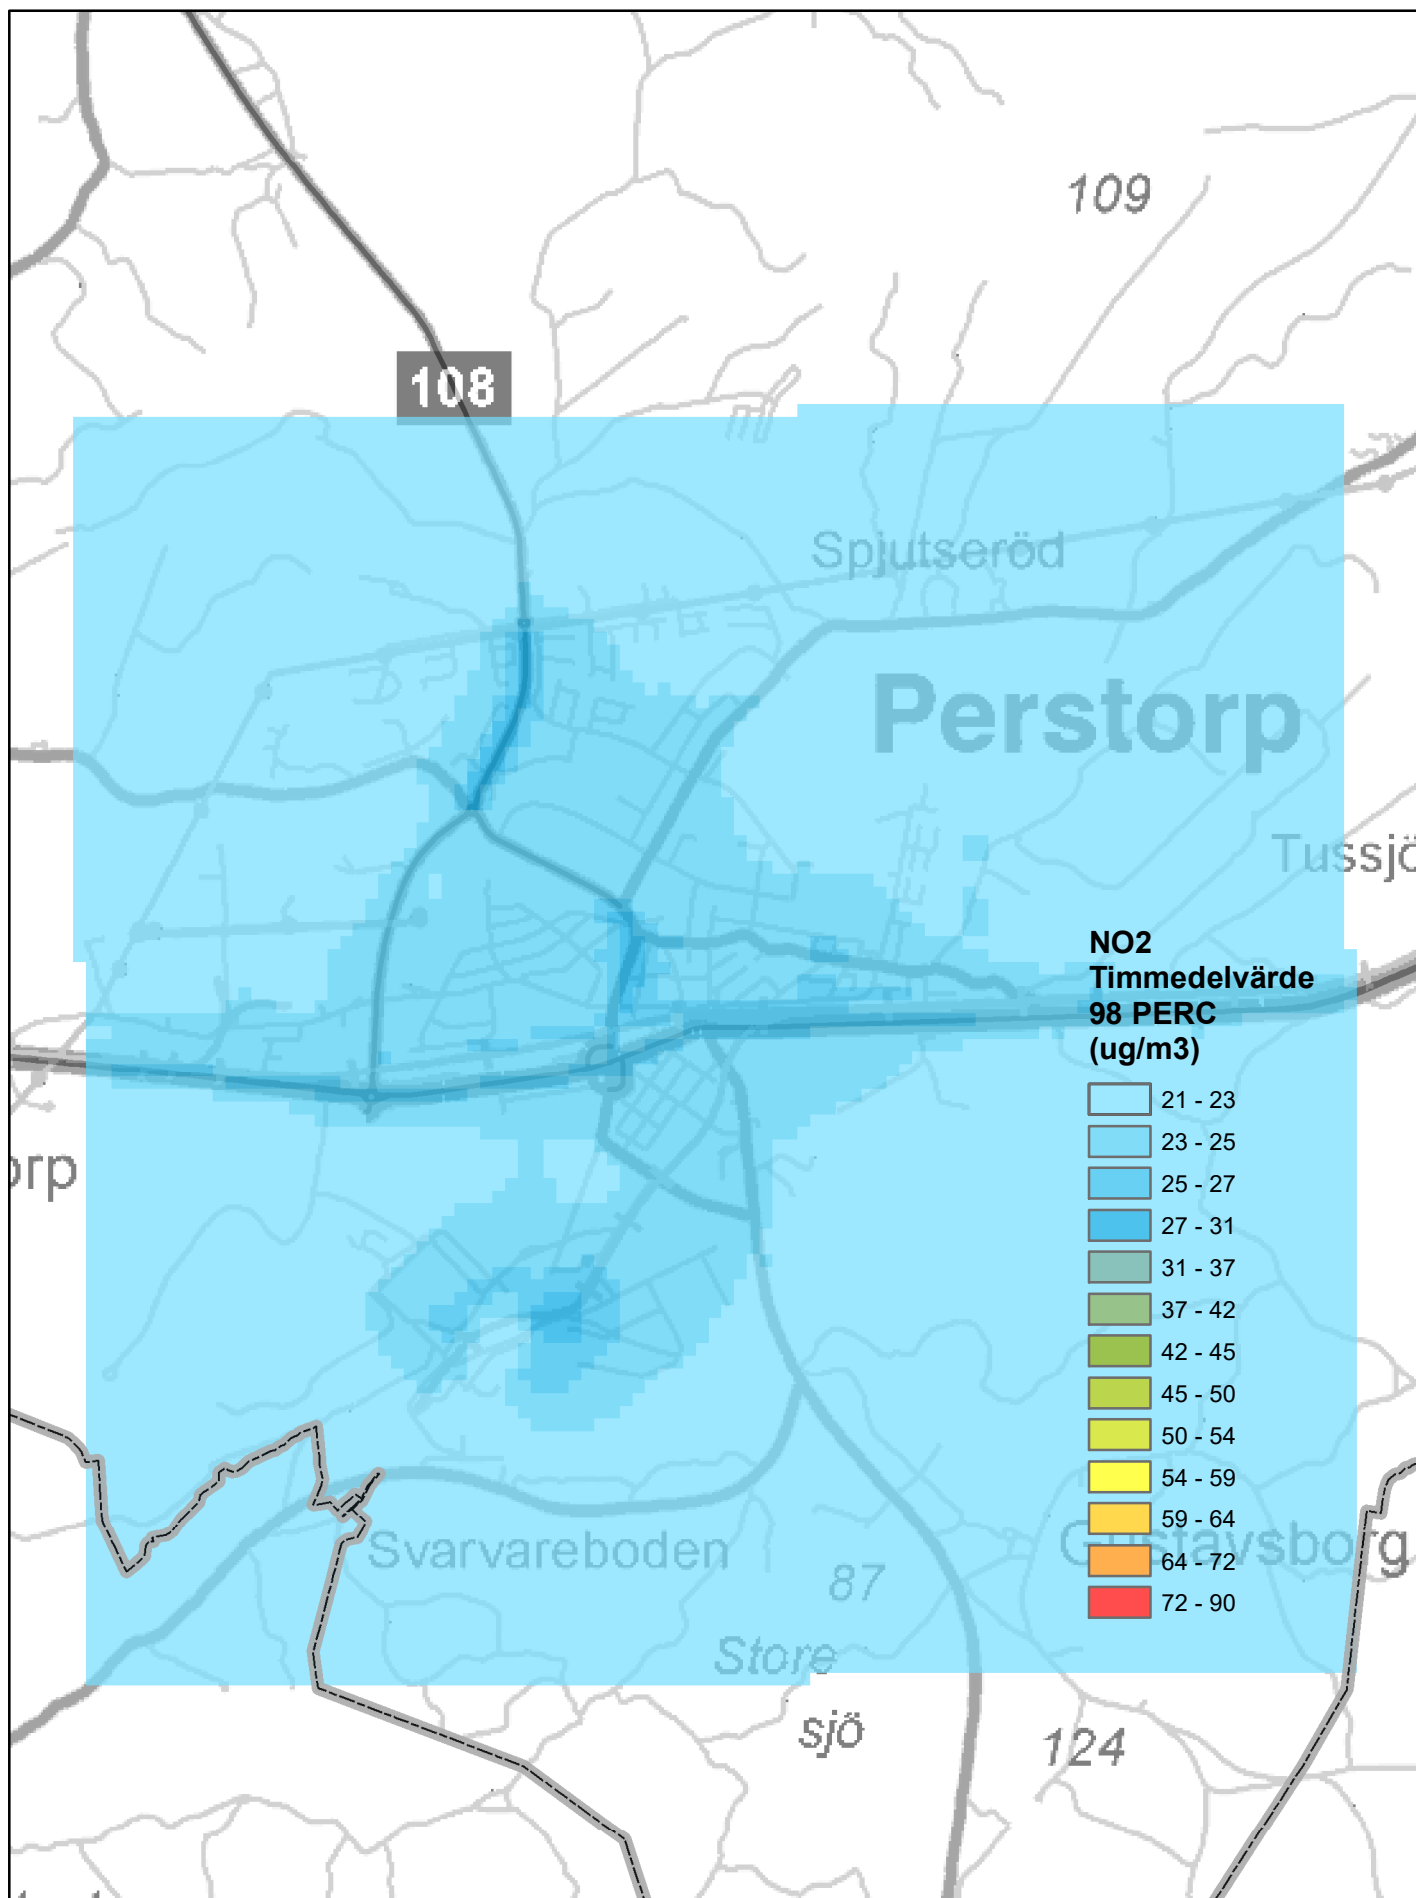 109
108
Spjutseröd
Perstorp
Tussjö
NO2
Timmedelvärde
98 PERC
(ug/m3)
21 - 23
23 - 25
25 - 27
27 - 31
31 - 37
37 - 42
42 - 45
45 - 50
50 - 54
54 - 59
59 - 64
64 - 72
72 - 90
orp
Svarvareboden
Gustavsborg
87
Store
sjö
124